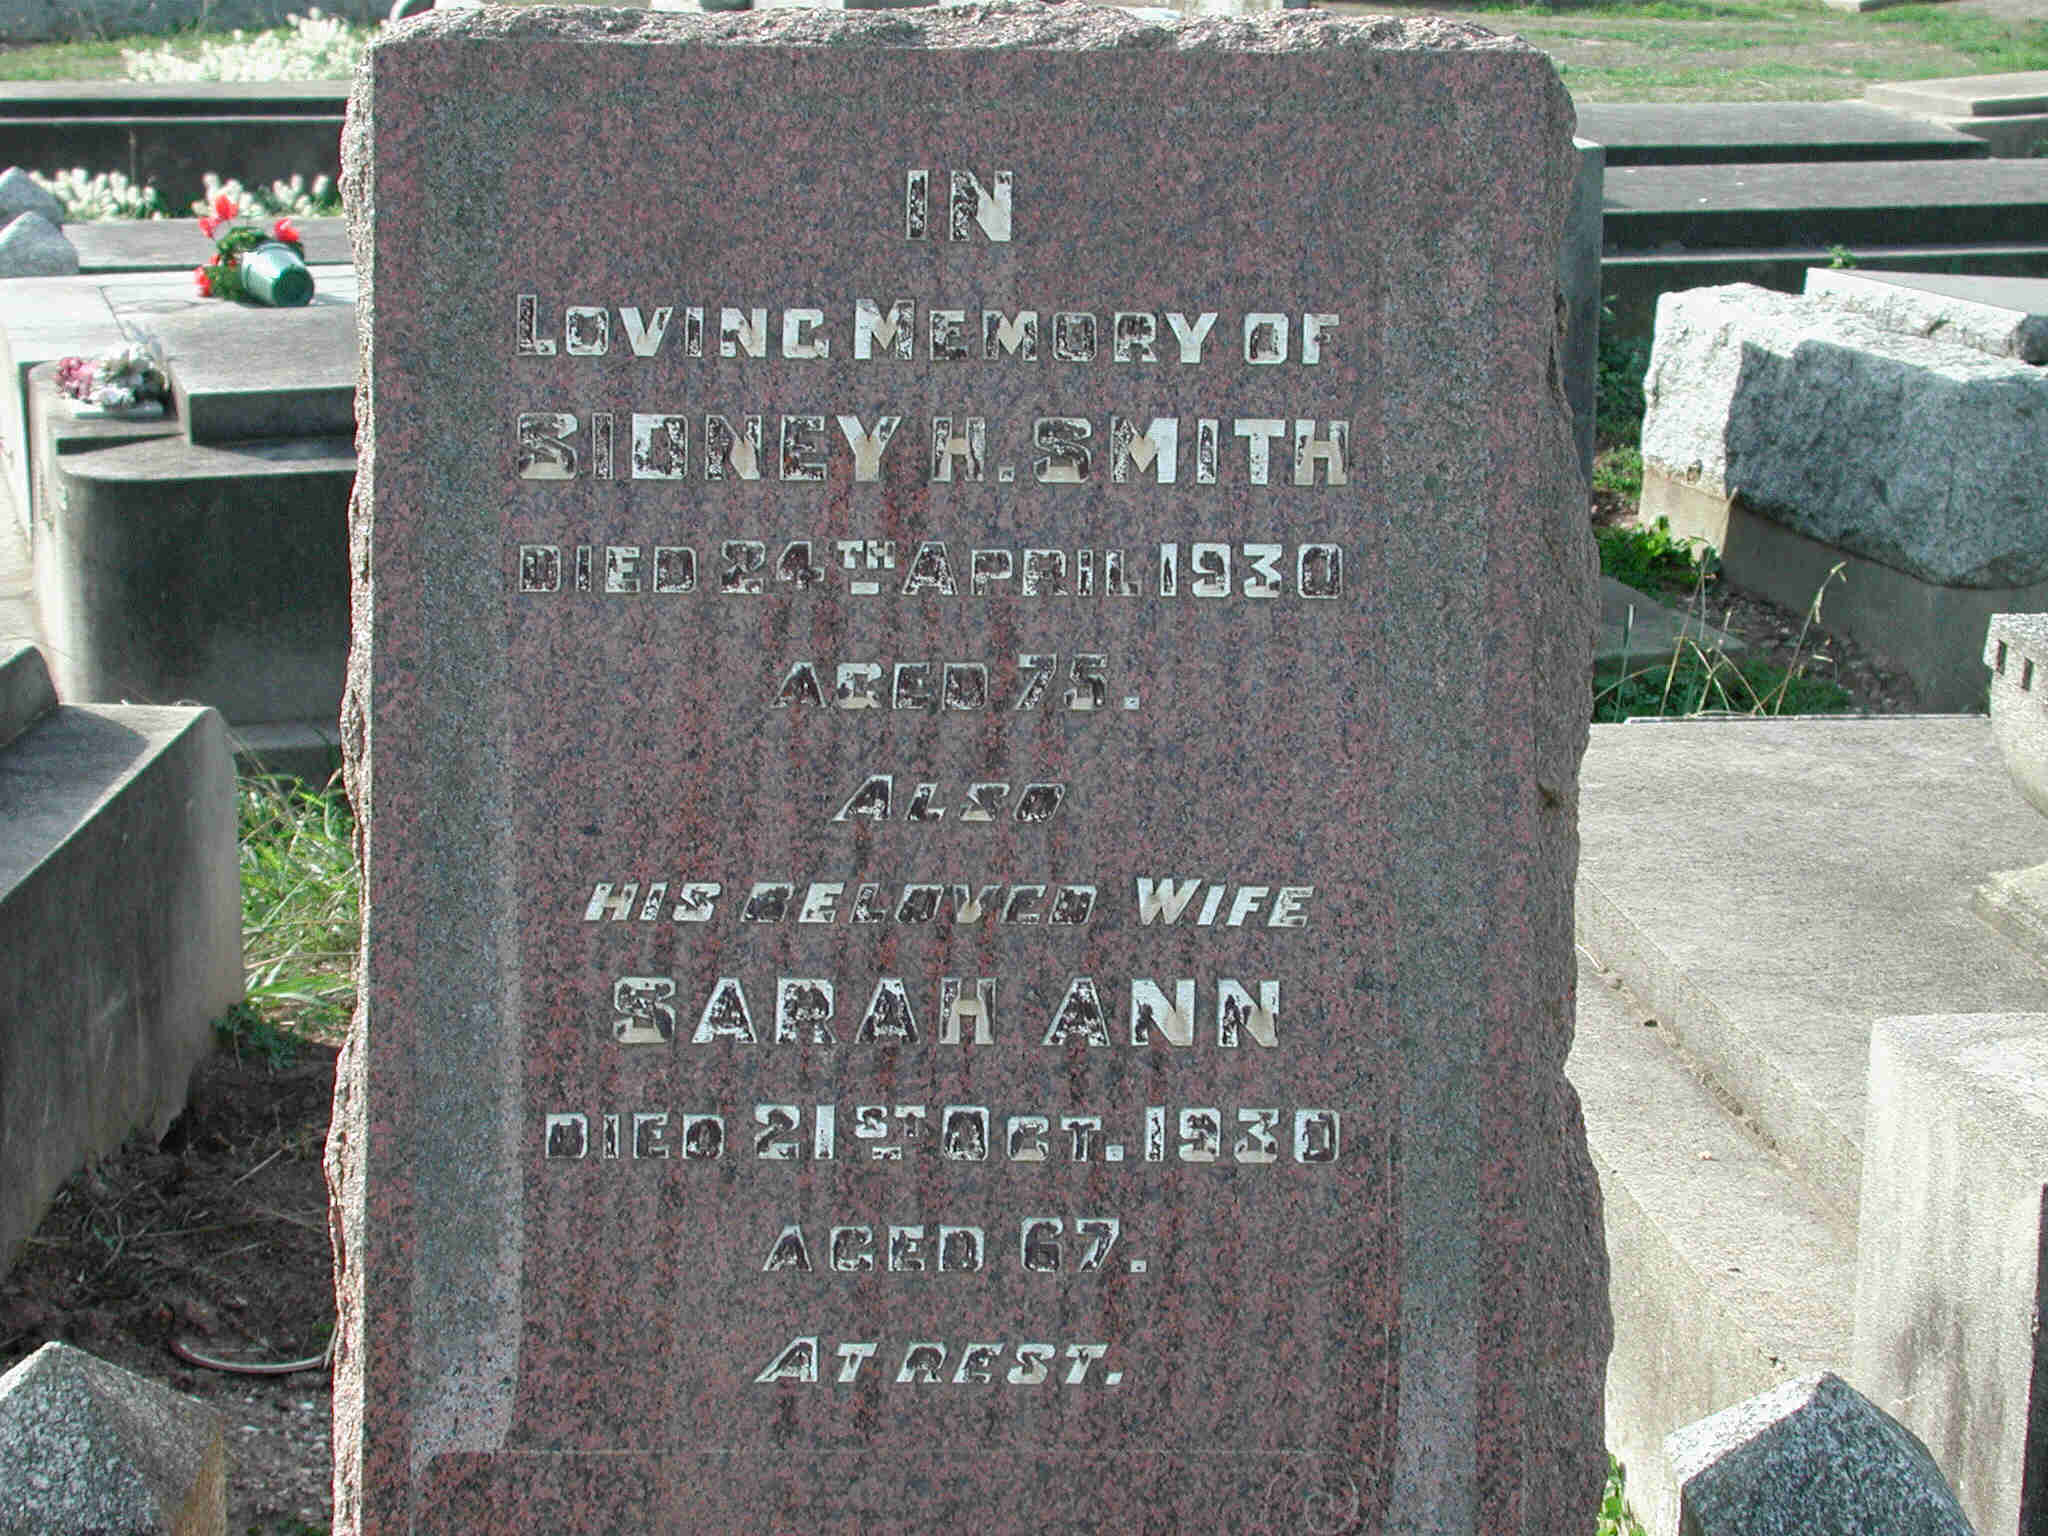 IN
LOVING MEMORY OF
SIDNEY H. SMITH
DIED 24TH APRIL 1930
AGED 75.
ALSO
HIS BELOVED WIFE
SARAH ANN
DIED 21ST OCT. 1930
AGED 67.
AT REST.